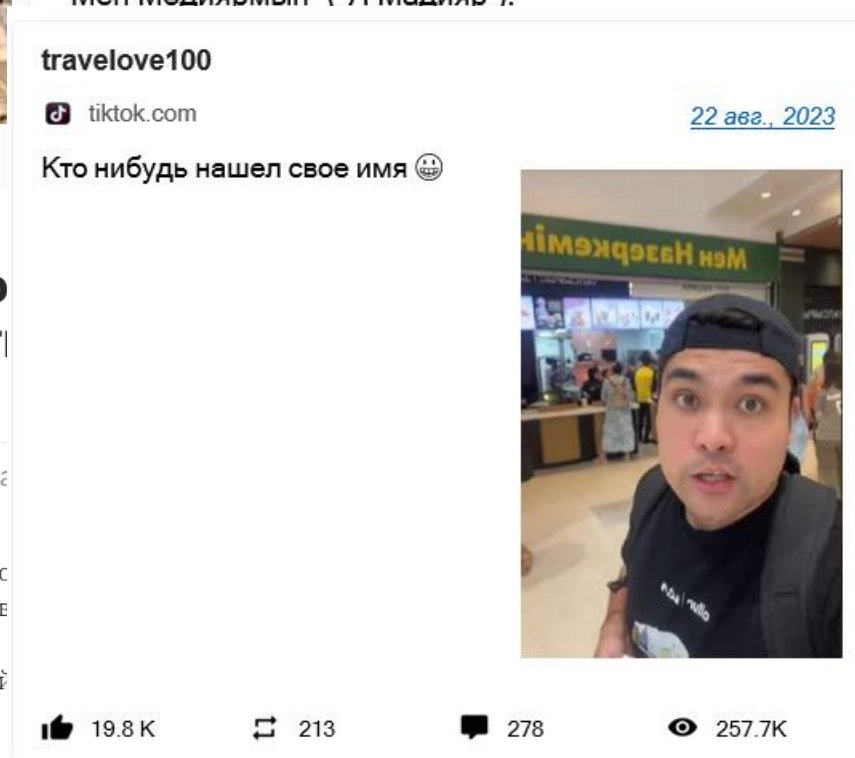 travelove100
tiktok.com
22 авг., 2023
Кто нибудь нашел свое имя 😀
Мен Назеркемін
19.8 K
213
278
257.7K